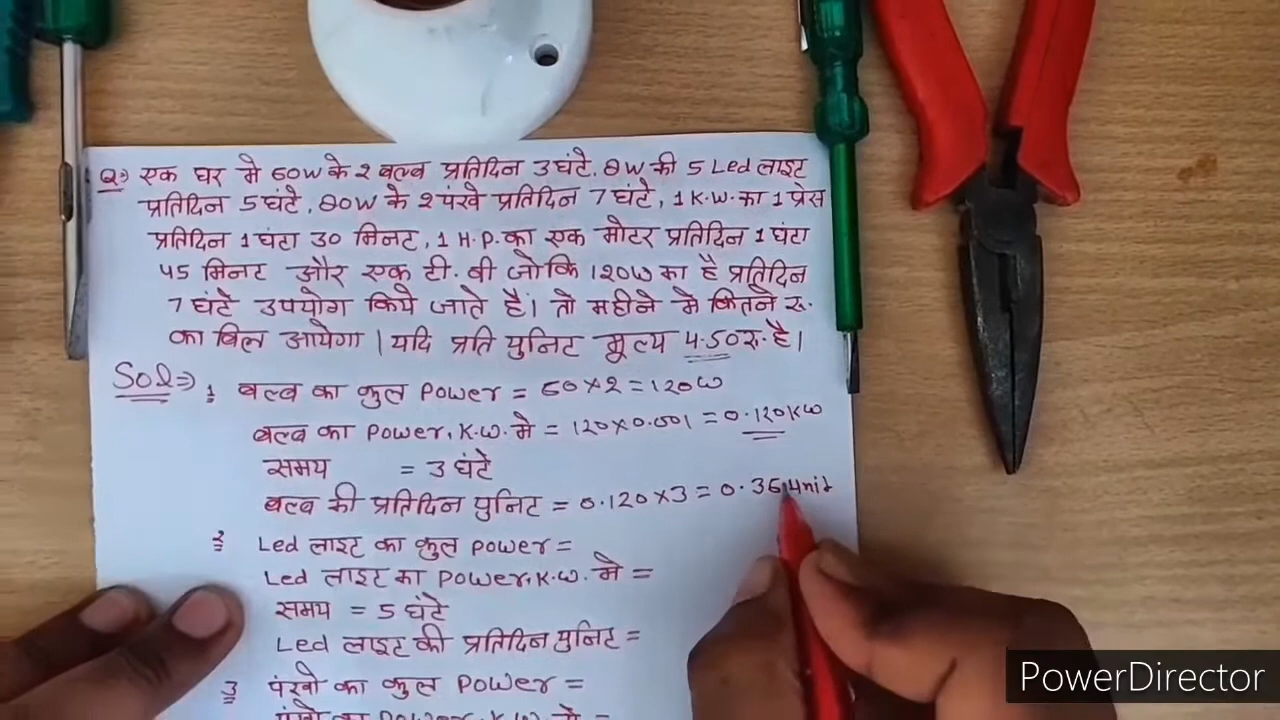 Q⇒ एक घर मे 60W के 2 बल्ब प्रतिदिन 3 घंटे, 8W की 5 Led लाइट
प्रतिदिन 5 घंटे, 80W के 2 पंखे प्रतिदिन 7 घंटे, 1 K.W. का 1 प्रेस
प्रतिदिन 1 घंटा 30 मिनट, 1 H.P. का एक मोटर प्रतिदिन 1 घंटा
45 मिनट और एक टी.बी जोकि 120W का है प्रतिदिन
7 घंटे उपयोग किये जाते है। तो महीने मे कितने रु.
का बिल आयेगा। यदि प्रति युनिट मूल्य 4.50रु. है।
Sol⇒ 1 बल्ब का कुल Power = 60×2=120W
बल्ब का Power, K.W. मे = 120×0.001 = 0.120KW
समय = 3 घंटे
बल्ब की प्रतिदिन युनिट = 0.120×3 = 0.36 Unit
2 Led लाइट का कुल Power =
Led लाइट का Power, K.W. मे =
समय = 5 घंटे
Led लाइट की प्रतिदिन युनिट =
3 पंखो का कुल Power =
पंखो का Power, K.W. मे =
PowerDirector